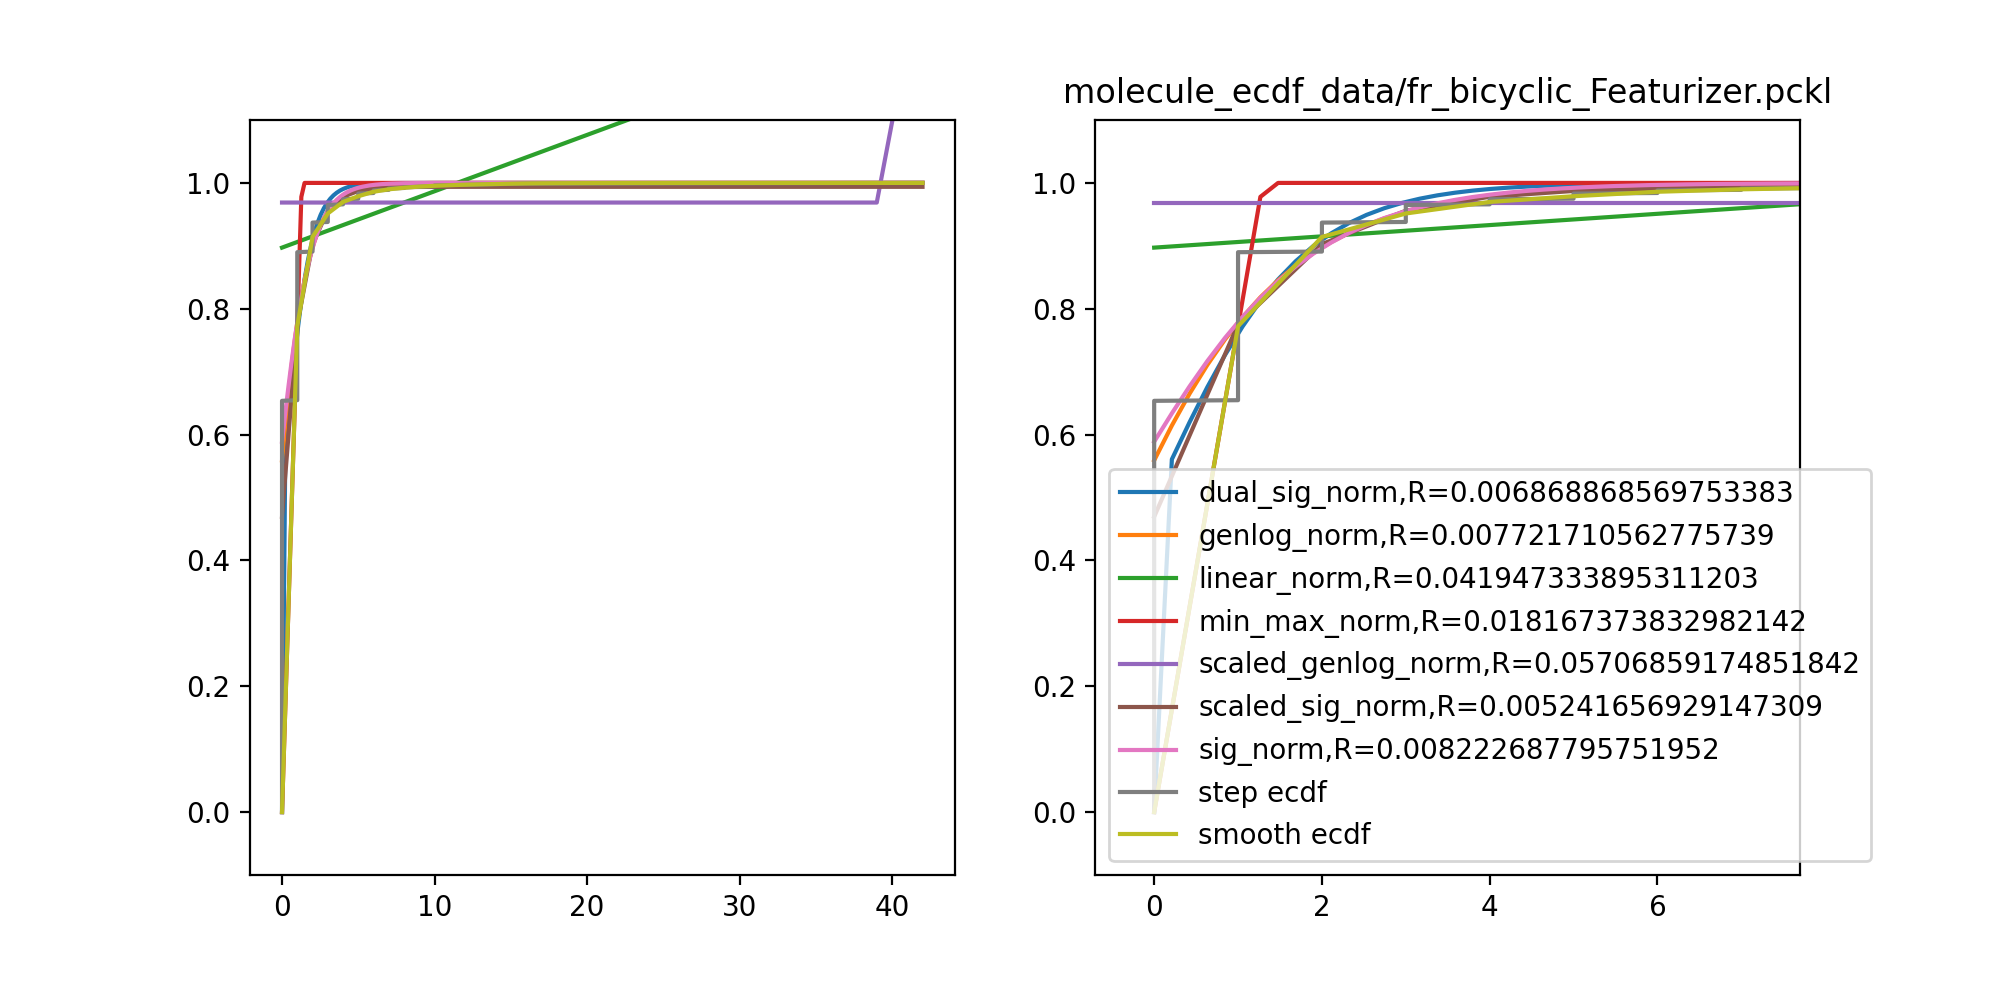 molecule_ecdf_data/fr_bicyclic_Featurizer.pckl
1.0
0.8
0.6
0.4
0.2
0.0
0 10 20 30 40
1.0
0.8
0.6
0.4
0.2
0.0
dual_sig_norm,R=0.006868868569753383
genlog_norm,R=0.007721710562775739
linear_norm,R=0.041947333895311203
min_max_norm,R=0.018167373832982142
scaled_genlog_norm,R=0.05706859174851842
scaled_sig_norm,R=0.005241656929147309
sig_norm,R=0.008222687795751952
step ecdf
smooth ecdf
0 2 4 6